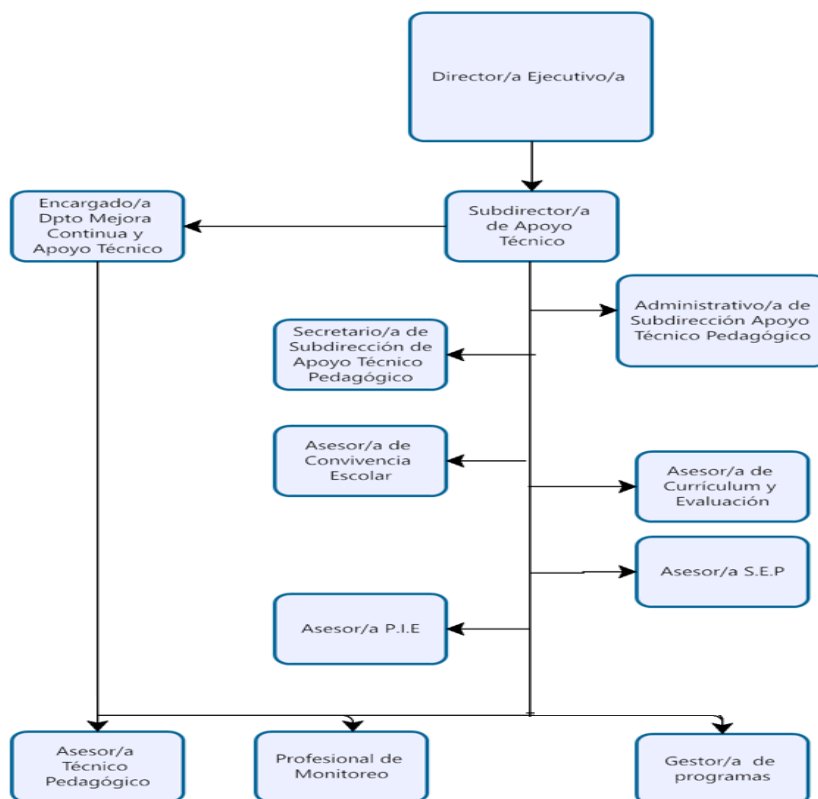 Director/a Ejecutivo/a
Encargado/a
Dpto Mejora
Continua y
Apoyo Técnico
Subdirector/a
de Apoyo
Técnico
Administrativo/a de
Subdirección Apoyo
Técnico Pedagógico
Secretario/a de
Subdirección de
Apoyo Técnico
Pedagógico
Asesor/a de
Convivencia
Escolar
Asesor/a de
Currículum y
Evaluación
Asesor/a S.E.P
Asesor/a P.I.E
Asesor/a
Técnico
Pedagógico
Profesional de
Monitoreo
Gestor/a de
programas